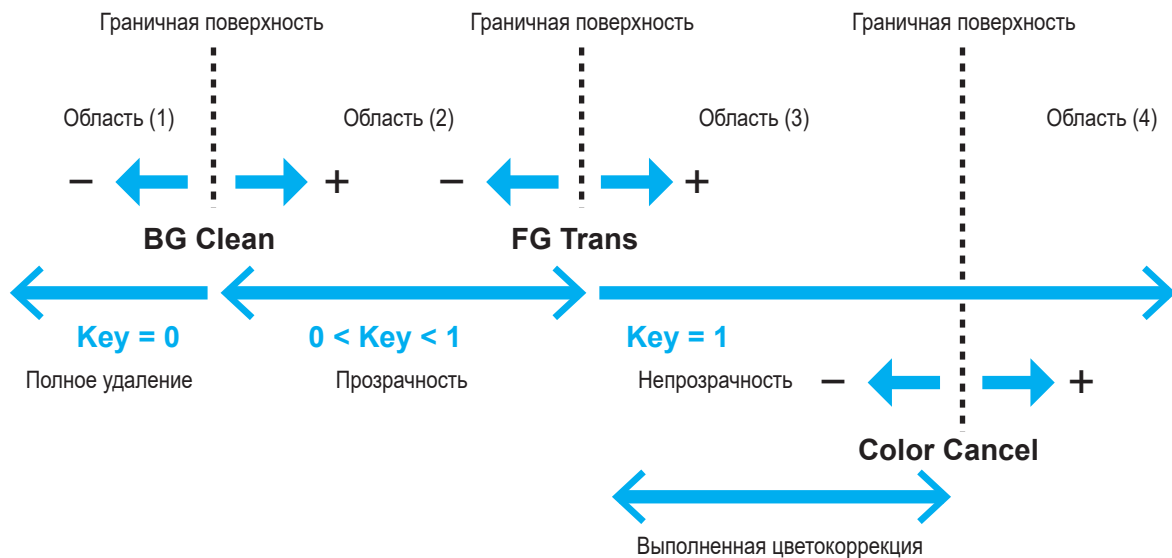 Граничная поверхность
Граничная поверхность
Граничная поверхность
Область (1)
Область (2)
Область (3)
Область (4)
− +
− +
BG Clean
FG Trans
Key = 0
0 < Key < 1
Key = 1
Полное удаление
Прозрачность
Непрозрачность
− +
Color Cancel
Выполненная цветокоррекция